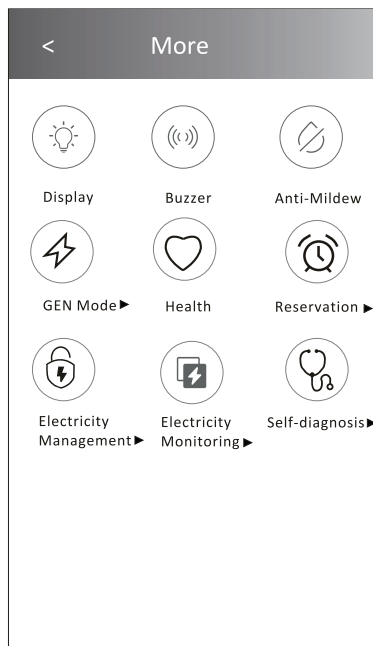 < More
Display Buzzer Anti-Mildew
GEN Mode► Health Reservation ►
Electricity Management► Electricity Monitoring ► Self-diagnosis►